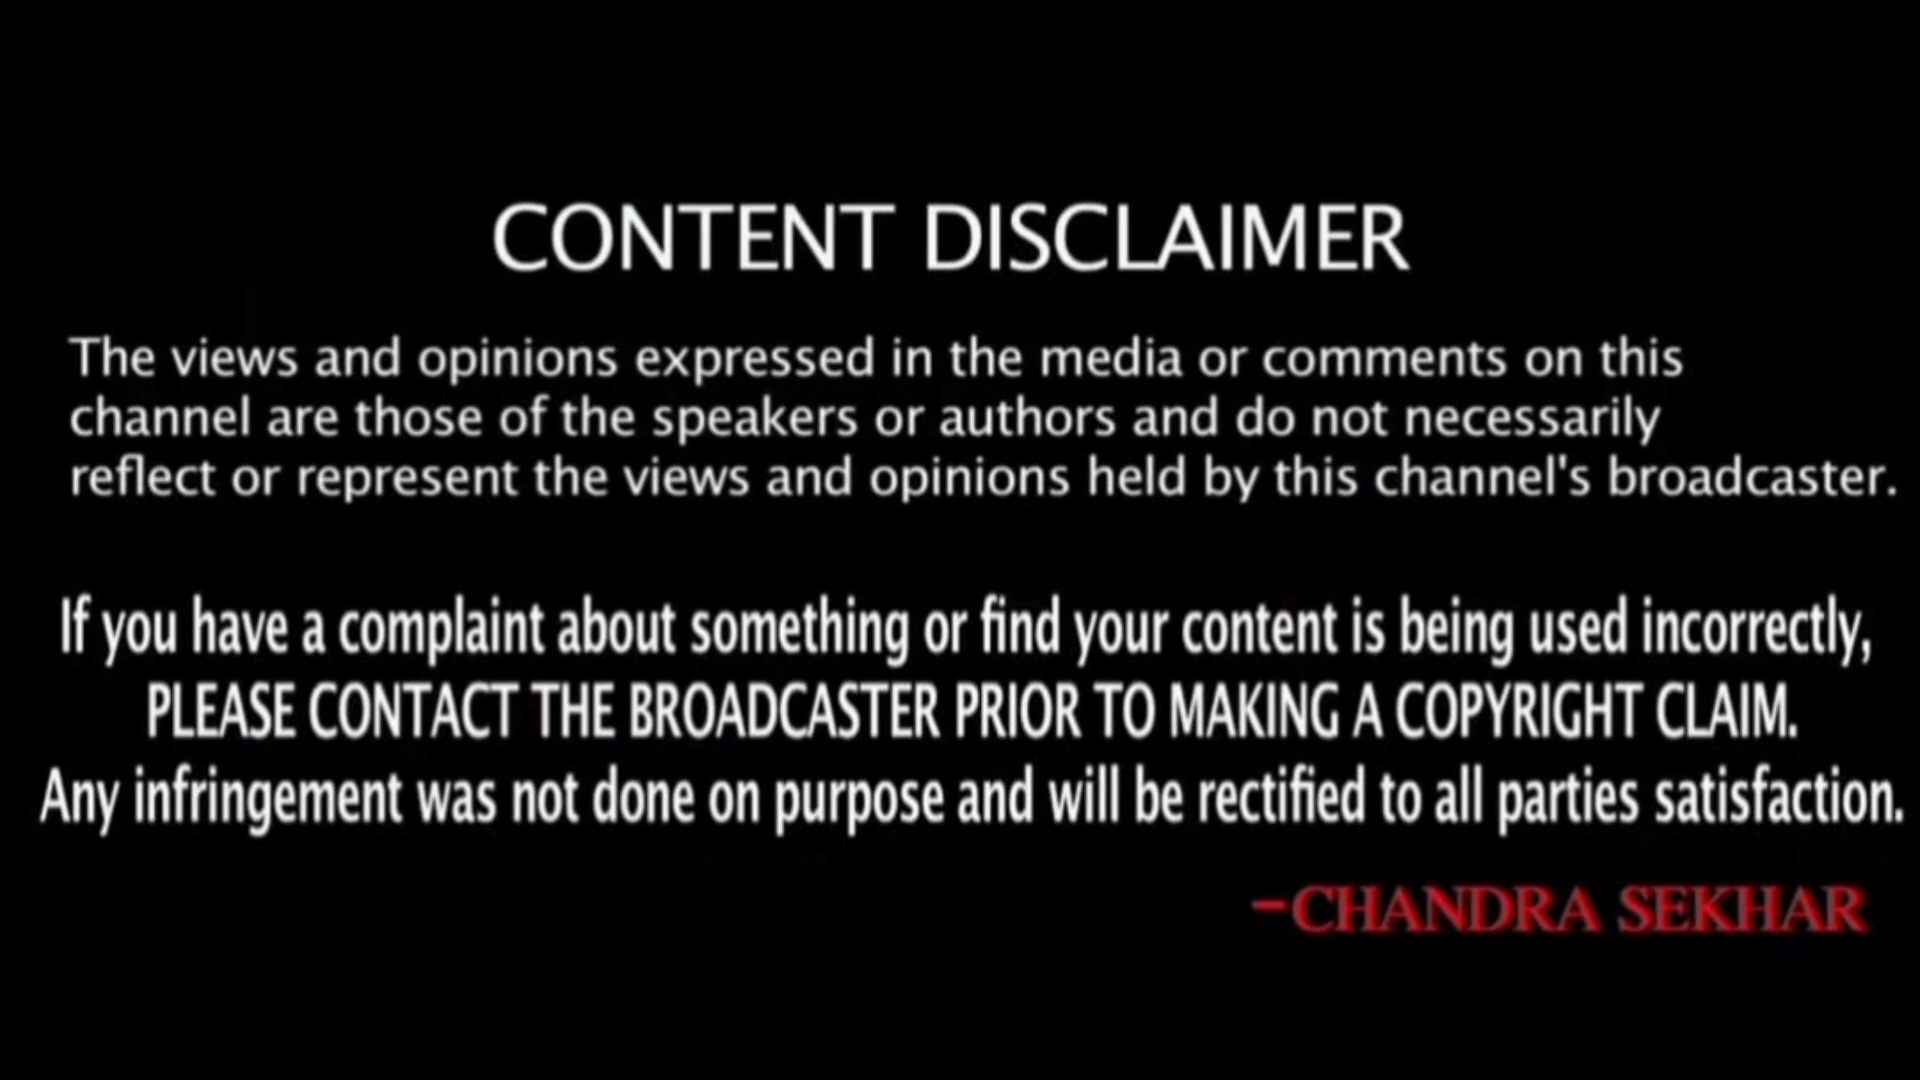 CONTENT DISCLAIMER
The views and opinions expressed in the media or comments on this
channel are those of the speakers or authors and do not necessarily
reflect or represent the views and opinions held by this channel's broadcaster.
If you have a complaint about something or find your content is being used incorrectly,
PLEASE CONTACT THE BROADCASTER PRIOR TO MAKING A COPYRIGHT CLAIM.
Any infringement was not done on purpose and will be rectified to all parties satisfaction.
-CHANDRA SEKHAR